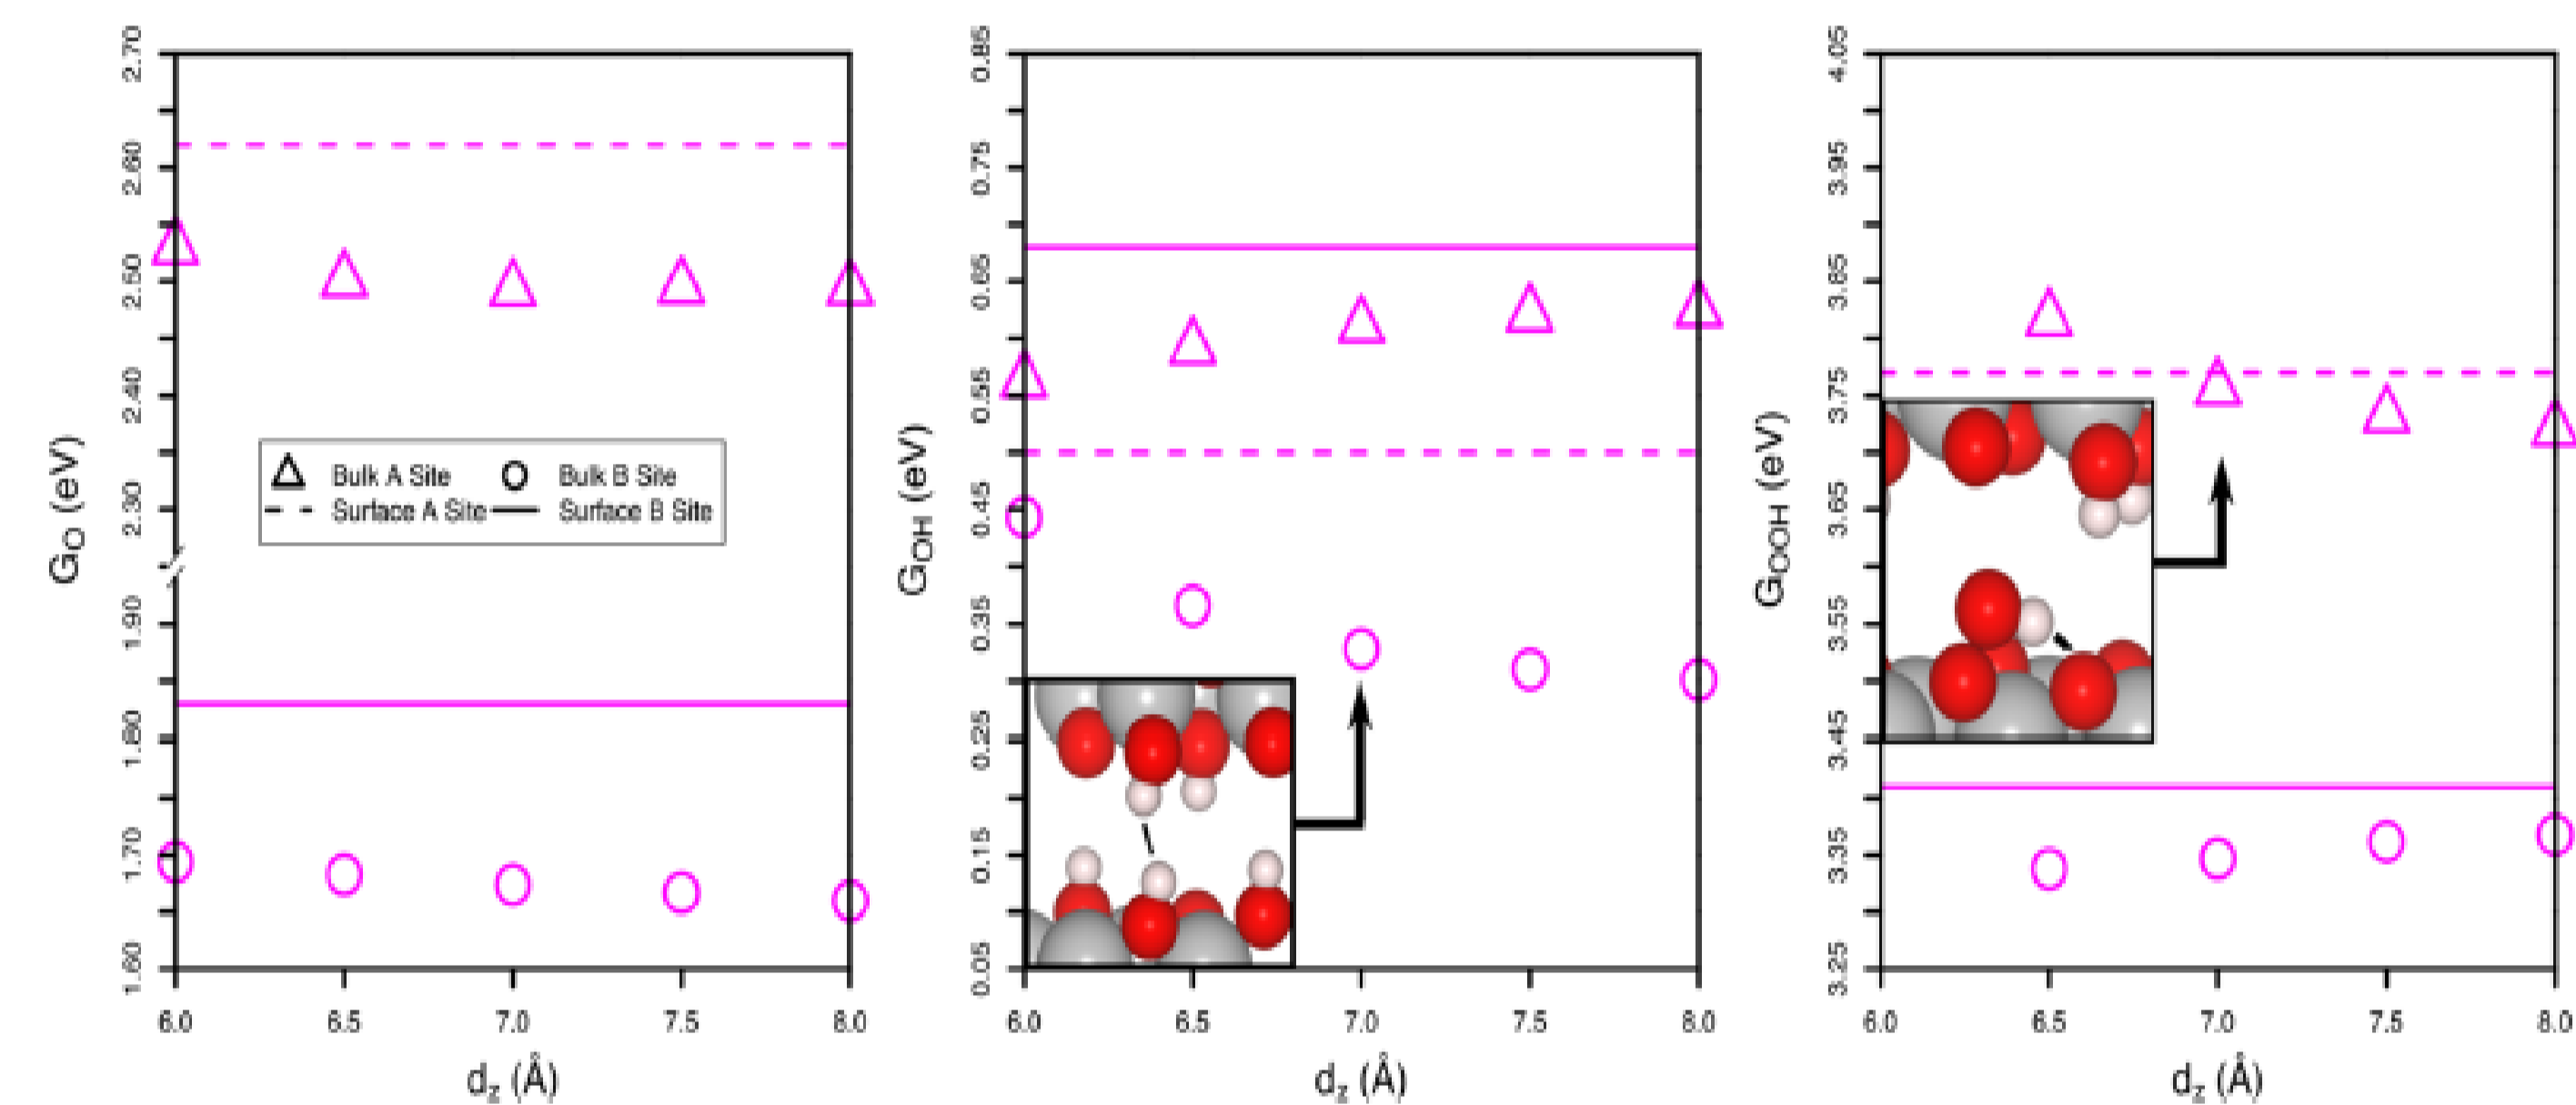 2.70
2.60
2.50
2.40
2.30
1.90
1.80
1.70
1.60
G_O (eV)
Bulk A Site
Bulk B Site
Surface A Site
Surface B Site
6.0 6.5 7.0 7.5 8.0
d_z (Å)
0.85
0.75
0.65
0.55
0.45
0.35
0.25
0.15
0.05
G_OH (eV)
6.0 6.5 7.0 7.5 8.0
d_z (Å)
4.05
3.95
3.85
3.75
3.65
3.55
3.45
3.35
3.25
G_OOH (eV)
6.0 6.5 7.0 7.5 8.0
d_z (Å)